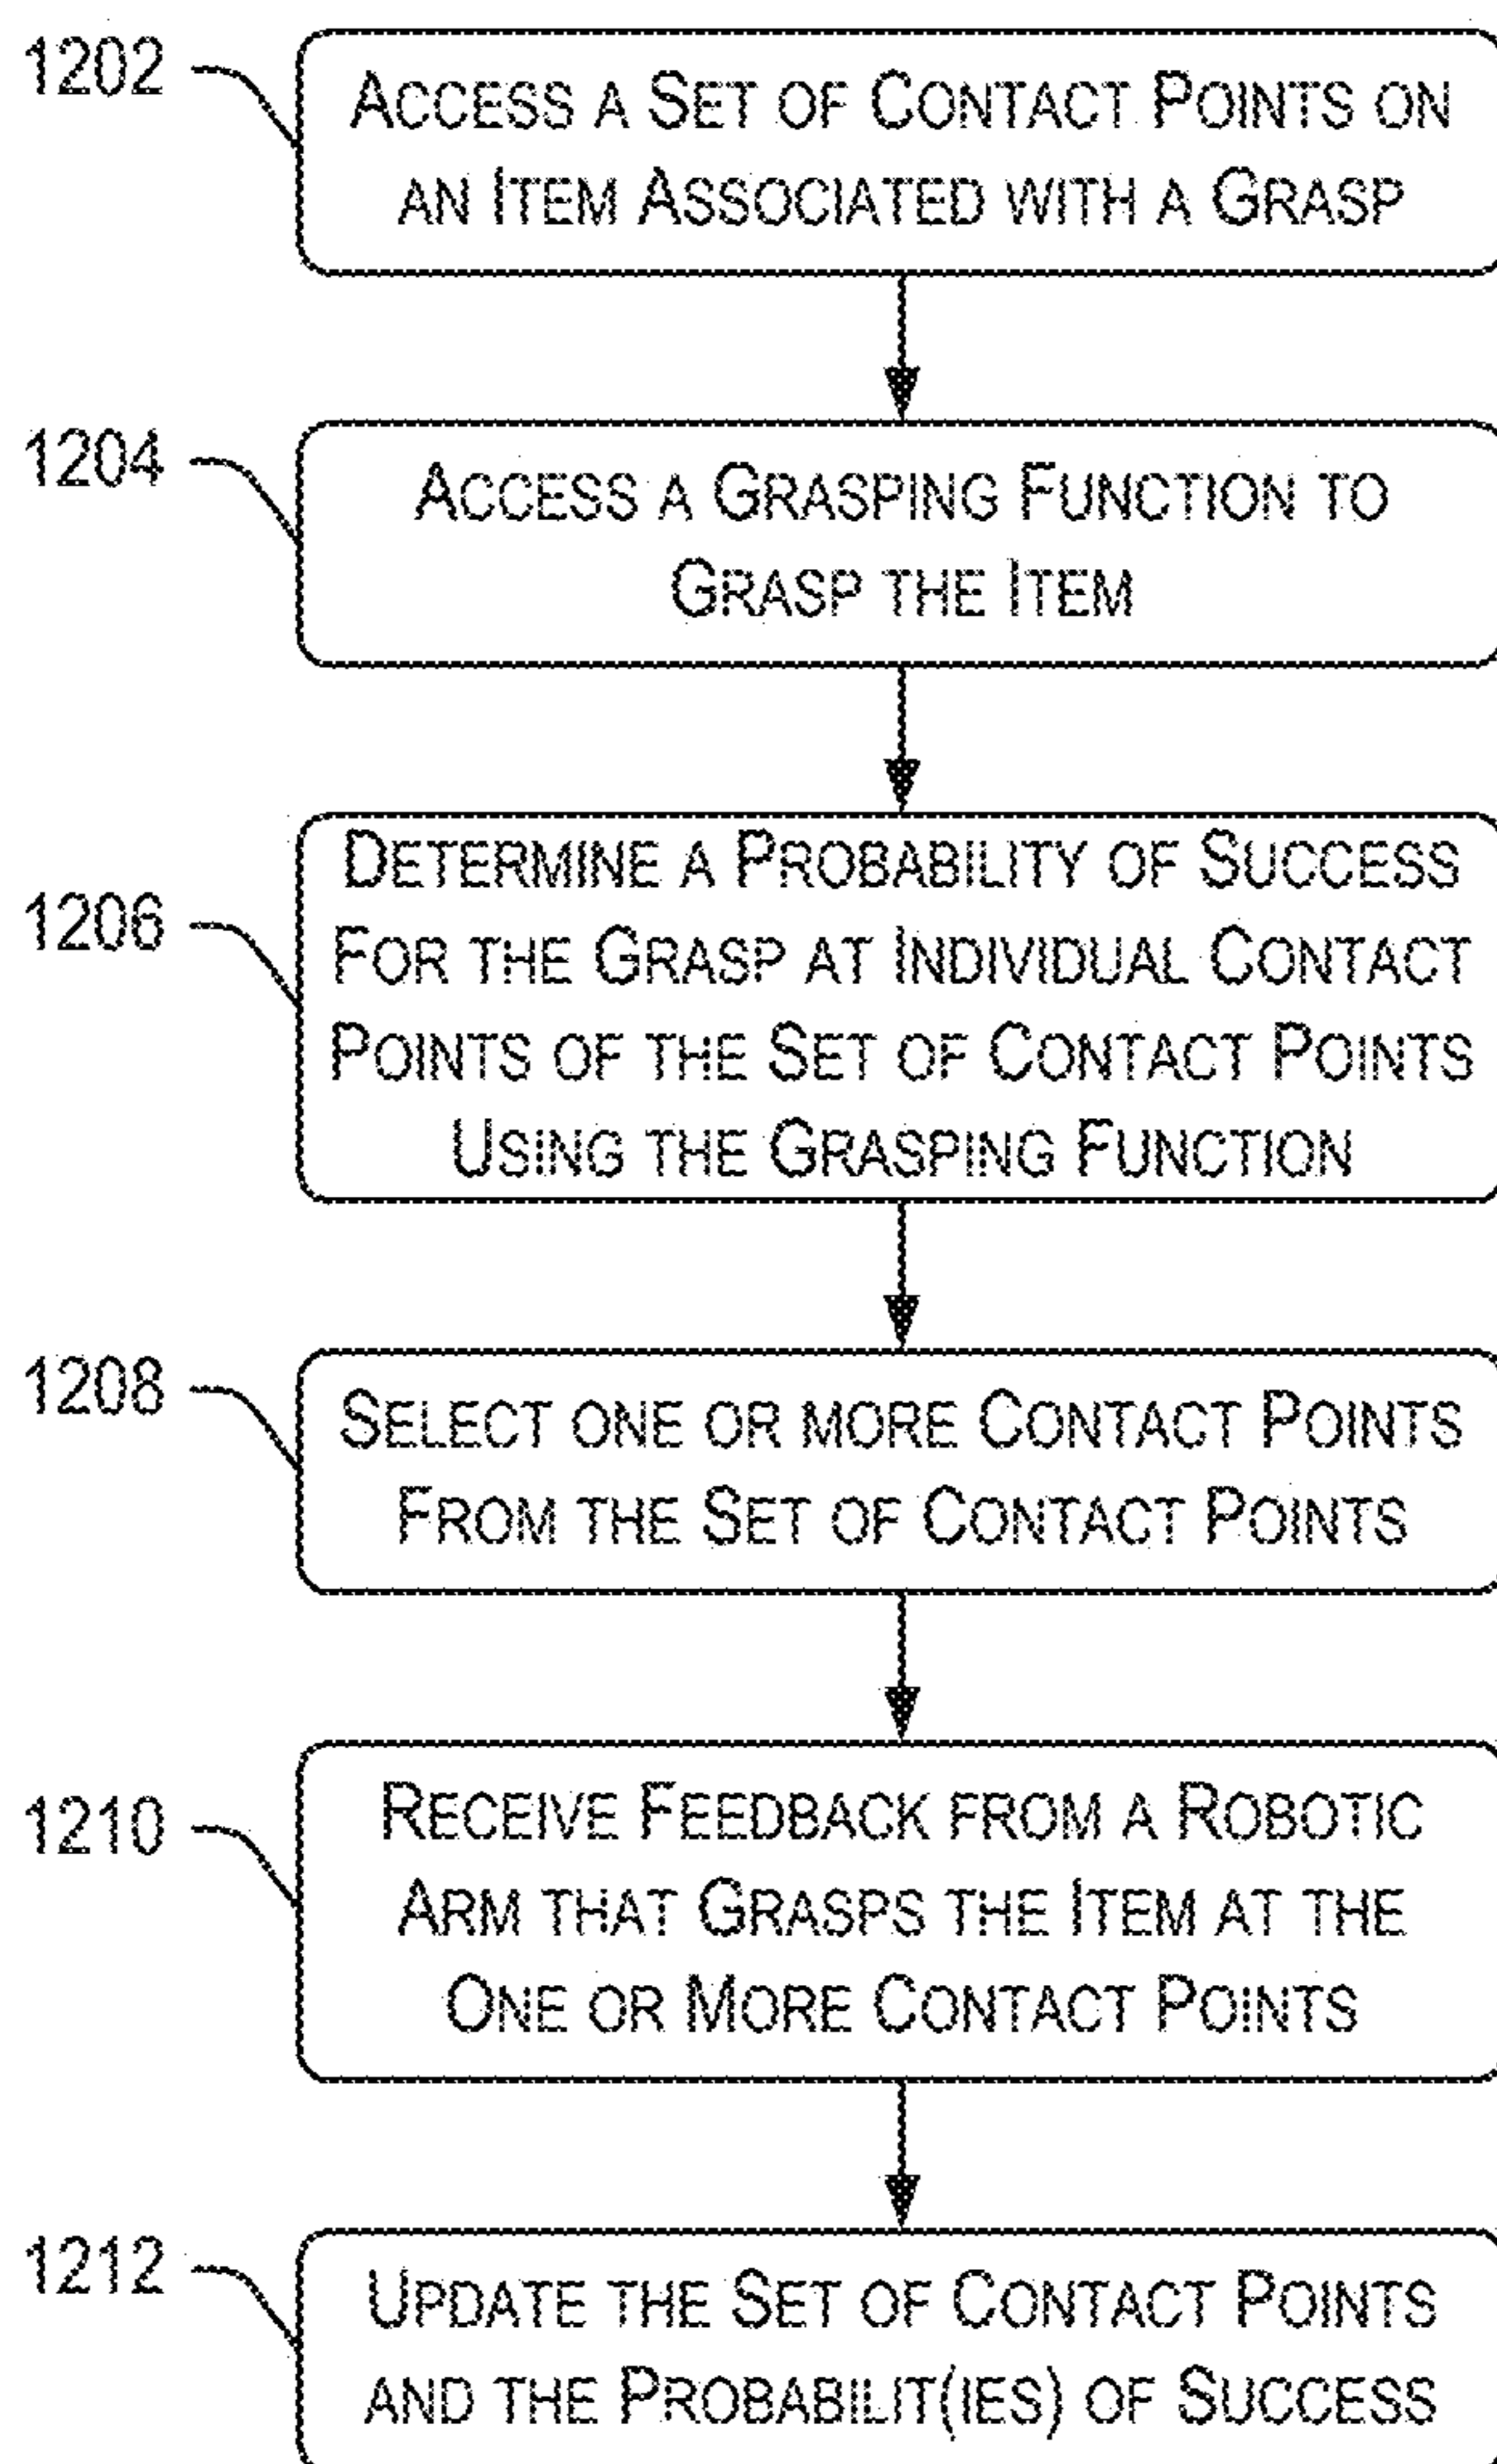 1202
ACCESS A SET OF CONTACT POINTS ON
AN ITEM ASSOCIATED WITH A GRASP
1204
ACCESS A GRASPING FUNCTION TO
GRASP THE ITEM
1206
DETERMINE A PROBABILITY OF SUCCESS
FOR THE GRASP AT INDIVIDUAL CONTACT
POINTS OF THE SET OF CONTACT POINTS
USING THE GRASPING FUNCTION
1208
SELECT ONE OR MORE CONTACT POINTS
FROM THE SET OF CONTACT POINTS
1210
RECEIVE FEEDBACK FROM A ROBOTIC
ARM THAT GRASPS THE ITEM AT THE
ONE OR MORE CONTACT POINTS
1212
UPDATE THE SET OF CONTACT POINTS
AND THE PROBABILIT(IES) OF SUCCESS